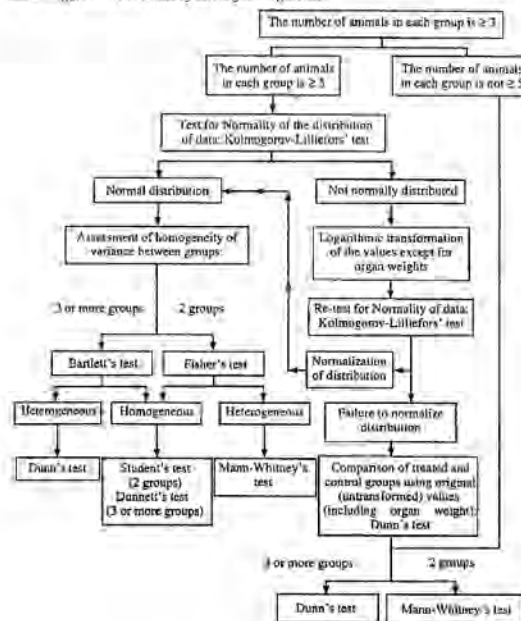 The number of animals in each group is ≥ 3
The number of animals
in each group is ≥ 5
The number of animals
in each group is not ≥ 5
Test for Normality of the distribution
of data: Kolmogorov-Lilliefors' test
Normal distribution
Not normally distributed
Assessment of homogeneity of
variance between groups:
Logarithmic transformation
of the values except for
organ weights
3 or more groups
2 groups
Re-test for Normality of data:
Kolmogorov-Lilliefors' test
Bartlett's test
Fisher's test
Normalization
of distribution
Heterogeneous
Homogeneous
Heterogeneous
Failure to normalize
distribution
Dunn's test
Student's test
(2 groups)
Dunnett's test
(3 or more groups)
Mann-Whitney's
test
Comparison of treated and
control groups using original
(untransformed) values
(including organ weight):
Dunn's test
3 or more groups
2 groups
Dunn's test
Mann-Whitney's test